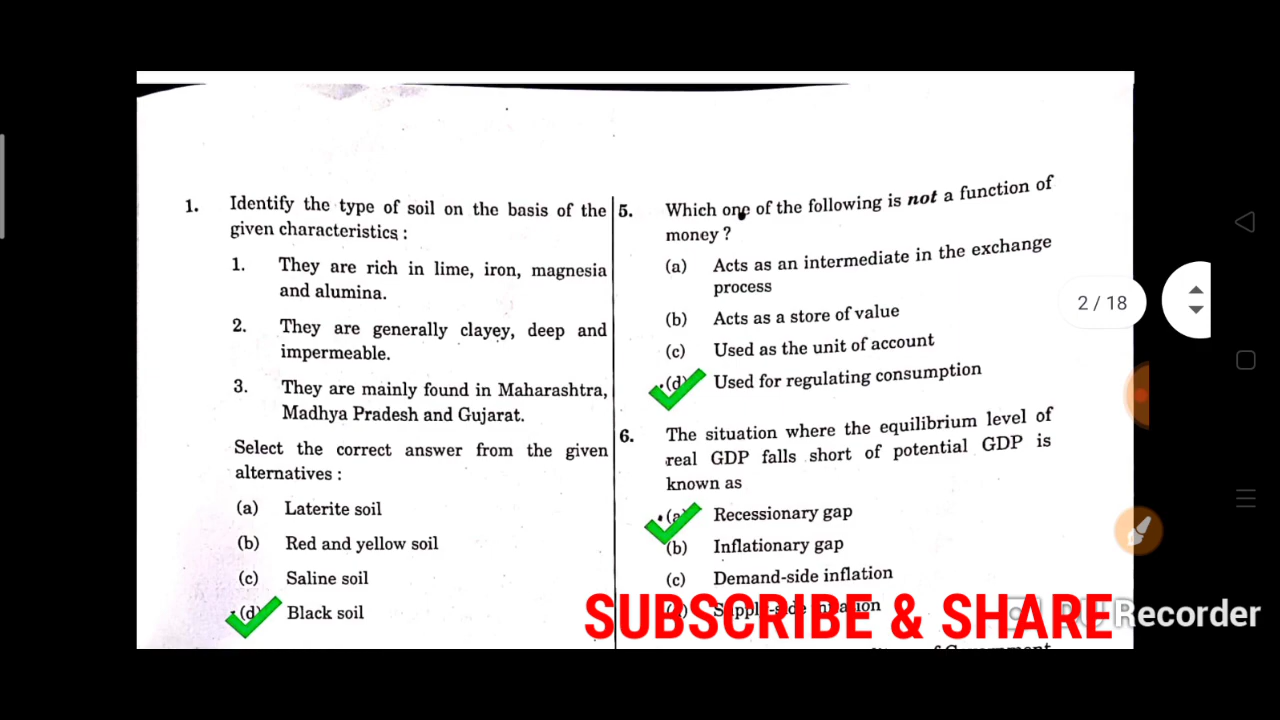 1. Identify the type of soil on the basis of the
given characteristics :
1. They are rich in lime, iron, magnesia
and alumina.
2. They are generally clayey, deep and
impermeable.
3. They are mainly found in Maharashtra,
Madhya Pradesh and Gujarat.
Select the correct answer from the given
alternatives :
(a) Laterite soil
(b) Red and yellow soil
(c) Saline soil
(d) Black soil
5. Which one of the following is not a function of
money ?
(a) Acts as an intermediate in the exchange
process
(b) Acts as a store of value
(c) Used as the unit of account
(d) Used for regulating consumption
6. The situation where the equilibrium level of
real GDP falls short of potential GDP is
known as
(a) Recessionary gap
(b) Inflationary gap
(c) Demand-side inflation
Supply-side inflation
of Government
2 / 18
SUBSCRIBE & SHARE
Recorder